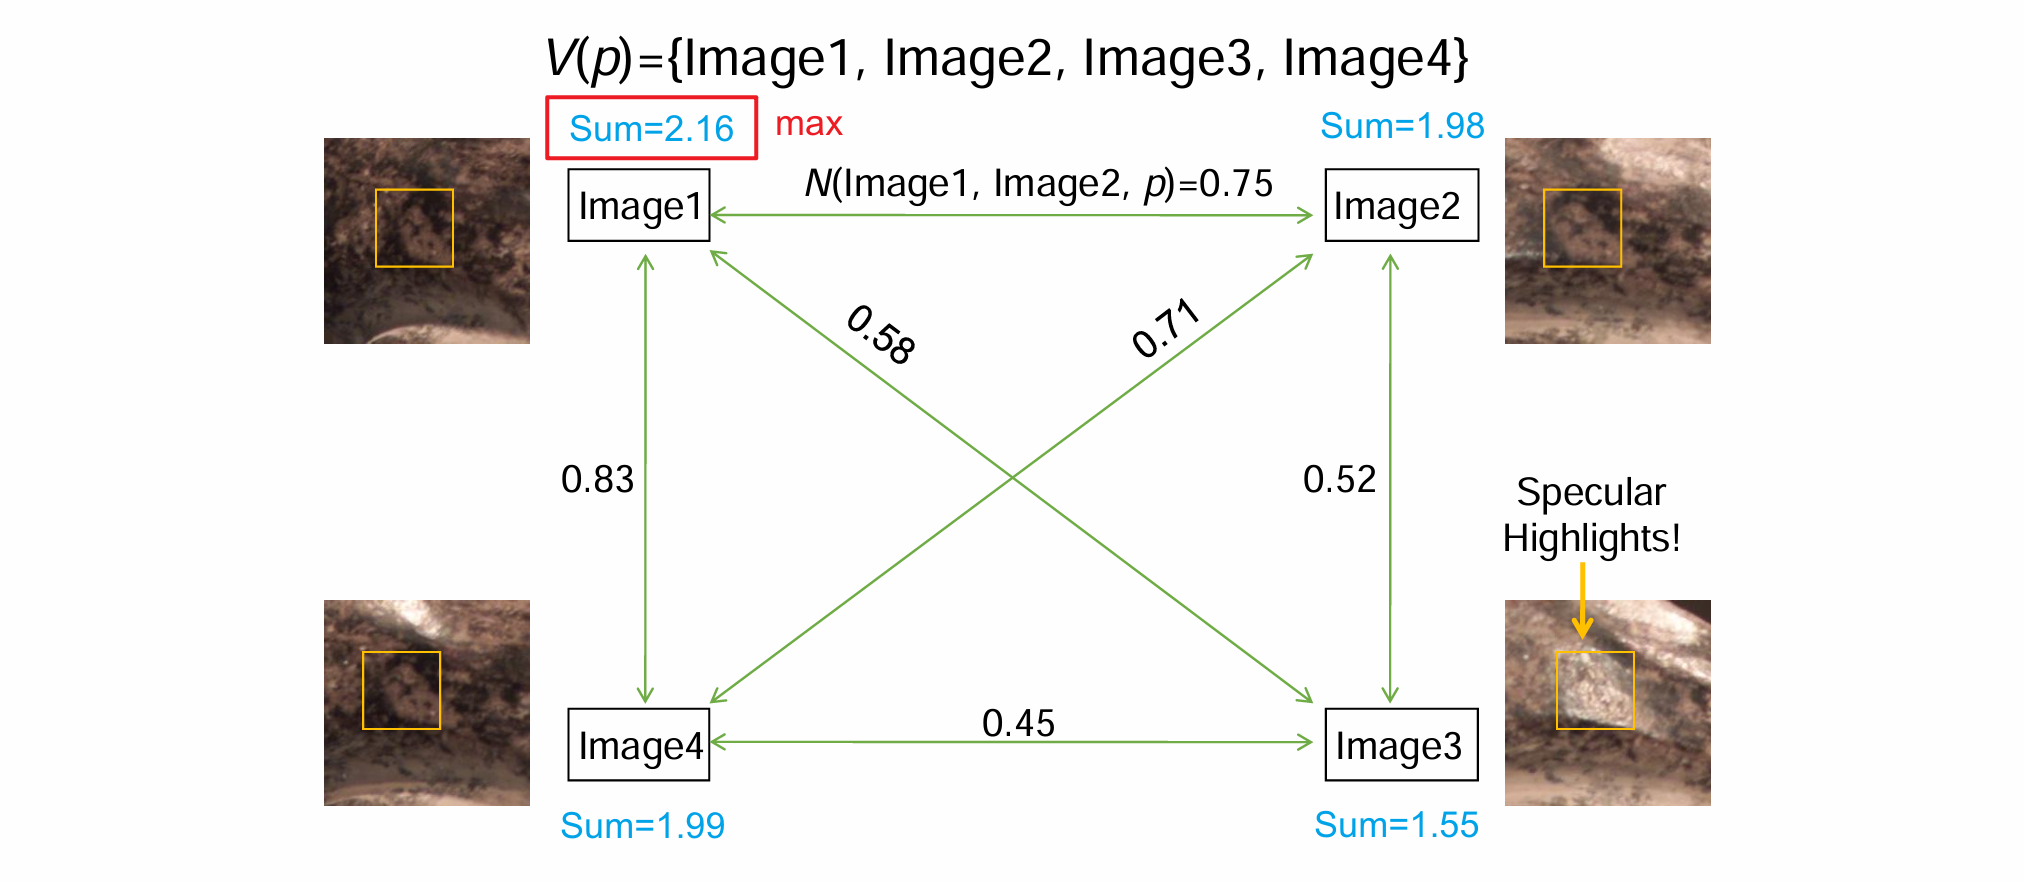 V(p)={Image1, Image2, Image3, Image4}
Sum=2.16
max
Sum=1.98
N(Image1, Image2, p)=0.75
Image1
Image2
0.58
0.71
0.83
0.52
Specular
Highlights!
0.45
Image4
Image3
Sum=1.99
Sum=1.55